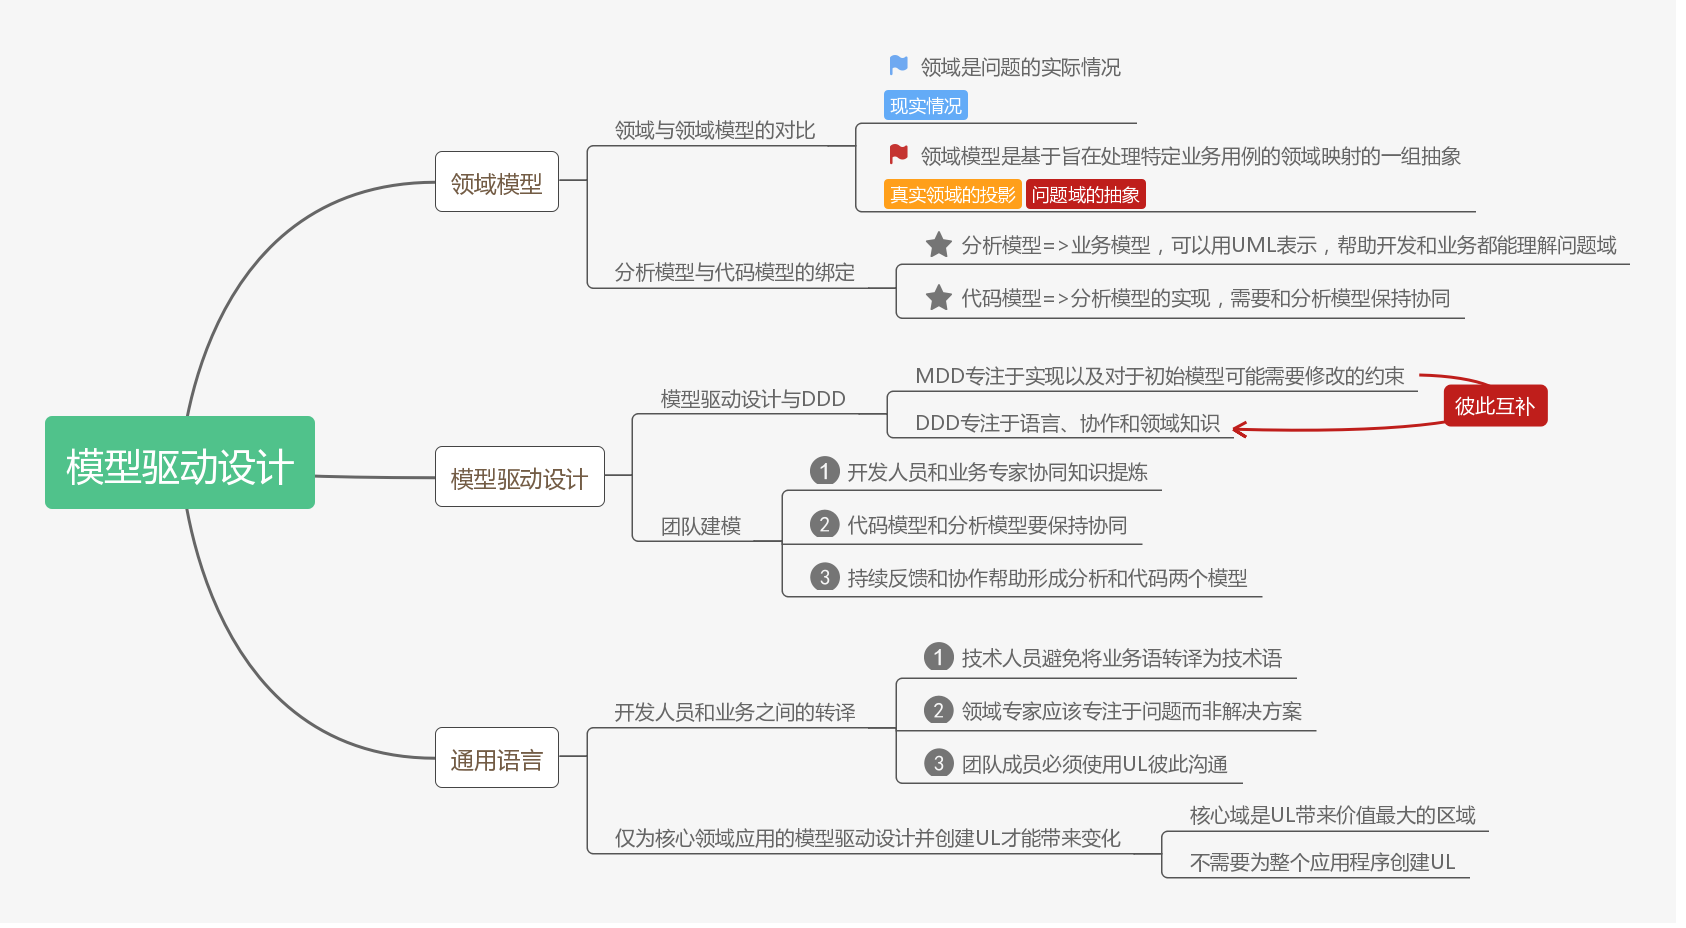 模型驱动设计
领域模型
领域与领域模型的对比
领域是问题的实际情况
现实情况
领域模型是基于旨在处理特定业务用例的领域映射的一组抽象
真实领域的投影 问题域的抽象
分析模型与代码模型的绑定
分析模型=>业务模型，可以用UML表示，帮助开发和业务都能理解问题域
代码模型=>分析模型的实现，需要和分析模型保持协同
模型驱动设计
模型驱动设计与DDD
MDD专注于实现以及对于初始模型可能需要修改的约束
彼此互补
DDD专注于语言、协作和领域知识
团队建模
1 开发人员和业务专家协同知识提炼
2 代码模型和分析模型要保持协同
3 持续反馈和协作帮助形成分析和代码两个模型
通用语言
开发人员和业务之间的转译
1 技术人员避免将业务语转译为技术语
2 领域专家应该专注于问题而非解决方案
3 团队成员必须使用UL彼此沟通
仅为核心领域应用的模型驱动设计并创建UL才能带来变化
核心域是UL带来价值最大的区域
不需要为整个应用程序创建UL